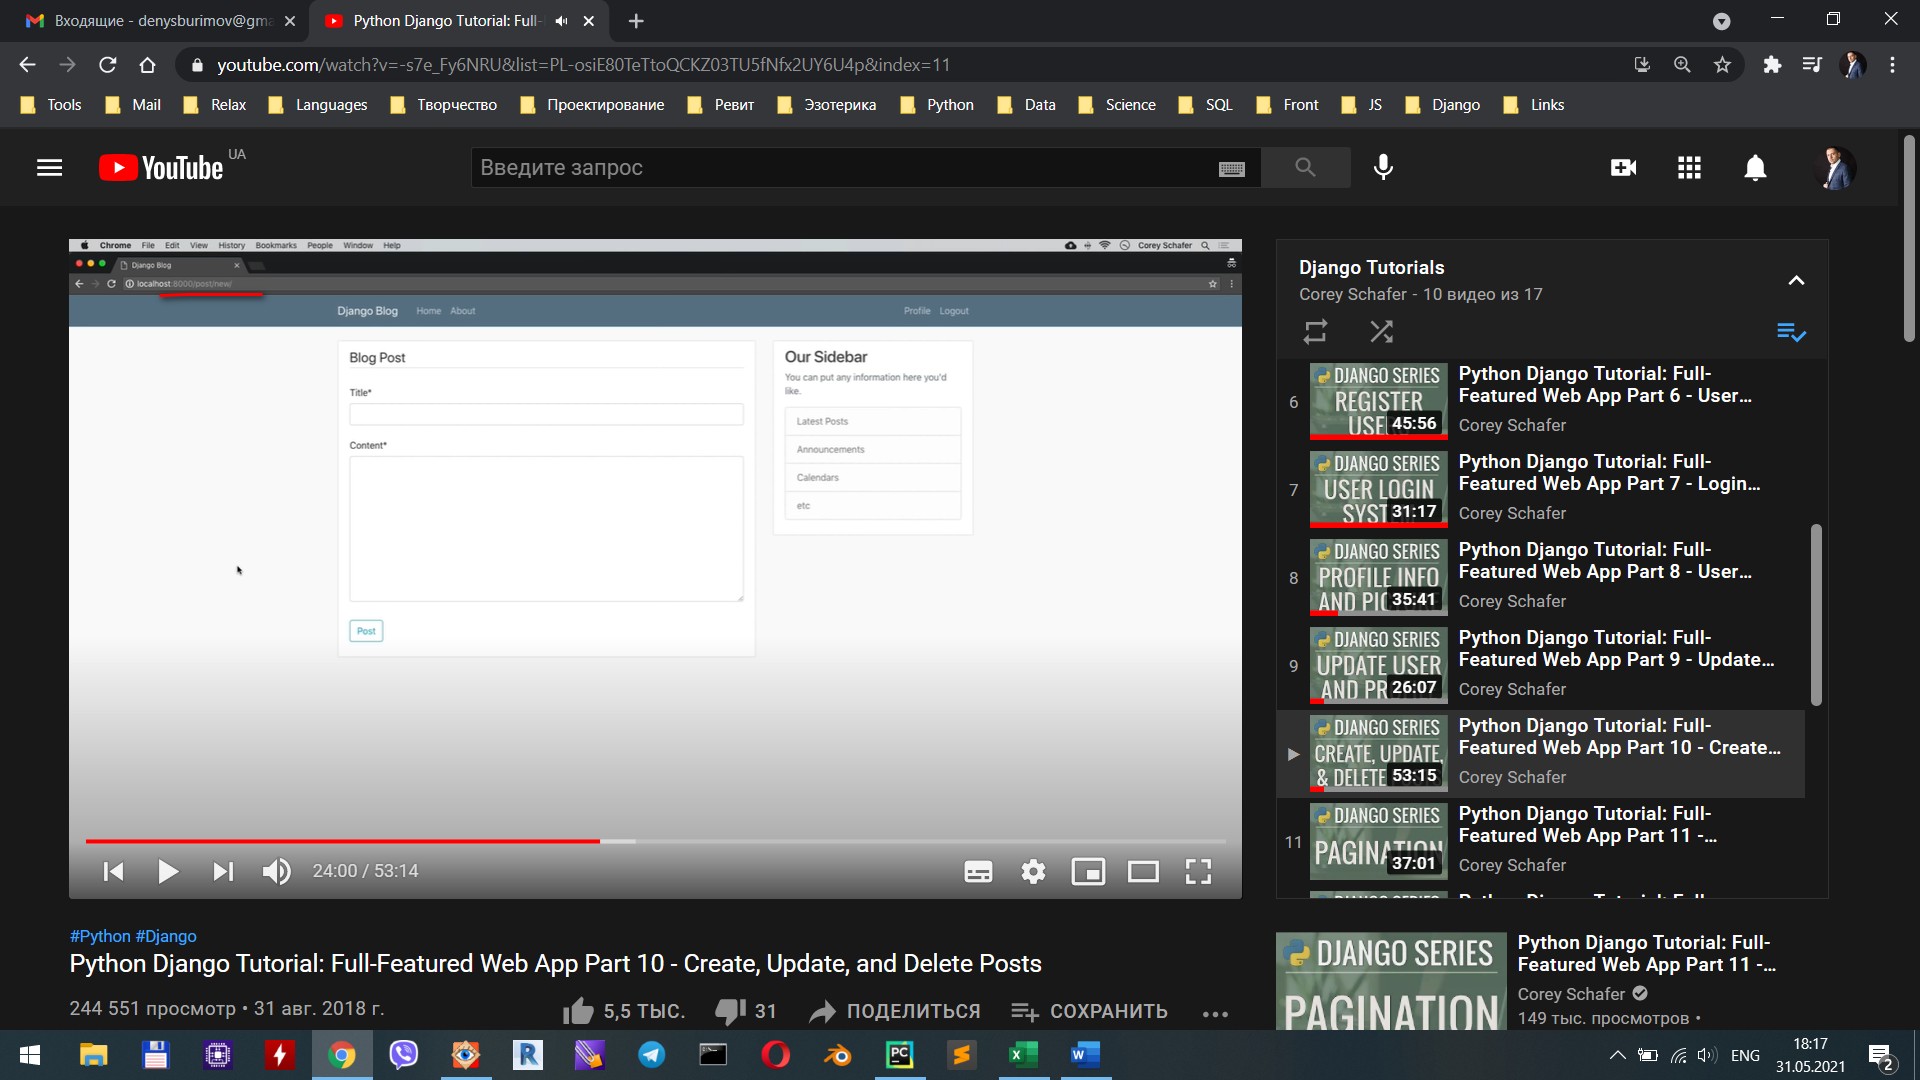 Входящие - denysburimov@gma
Python Django Tutorial: Full-
youtube.com/watch?v=-s7e_Fy6NRU&list=PL-osiE80TeTtoQCKZ03TU5fNfx2UY6U4p&index=11
Tools Mail Relax Languages Творчество Проектирование Ревит Эзотерика Python Data Science SQL Front JS Django Links
YouTube UA
Введите запрос
Chrome File Edit View History Bookmarks People Window Help Corey Schafer
Django Blog
localhost:8000/post/new/
Django Blog Home About Profile Logout
Blog Post
Title*
Content*
Post
Our Sidebar
You can put any information here you'd
like.
Latest Posts
Announcements
Calendars
etc
24:00 / 53:14
#Python #Django
Python Django Tutorial: Full-Featured Web App Part 10 - Create, Update, and Delete Posts
244 551 просмотр • 31 авг. 2018 г.
5,5 ТЫС. 31 ПОДЕЛИТЬСЯ СОХРАНИТЬ
Django Tutorials
Corey Schafer - 10 видео из 17
6
DJANGO SERIES
REGISTER
USE
45:56
Python Django Tutorial: Full-
Featured Web App Part 6 - User...
Corey Schafer
7
DJANGO SERIES
USER LOGIN
SYST
31:17
Python Django Tutorial: Full-
Featured Web App Part 7 - Login...
Corey Schafer
8
DJANGO SERIES
PROFILE INFO
AND PIC
35:41
Python Django Tutorial: Full-
Featured Web App Part 8 - User...
Corey Schafer
9
DJANGO SERIES
UPDATE USER
AND PR
26:07
Python Django Tutorial: Full-
Featured Web App Part 9 - Update...
Corey Schafer
DJANGO SERIES
CREATE, UPDATE,
& DELETE
53:15
Python Django Tutorial: Full-
Featured Web App Part 10 - Create...
Corey Schafer
11
DJANGO SERIES
PAGINATION
37:01
Python Django Tutorial: Full-
Featured Web App Part 11 -...
Corey Schafer
DJANGO SERIES
PAGINATION
Python Django Tutorial: Full-
Featured Web App Part 11 -...
Corey Schafer
149 тыс. просмотров •
ENG
18:17
31.05.2021
2